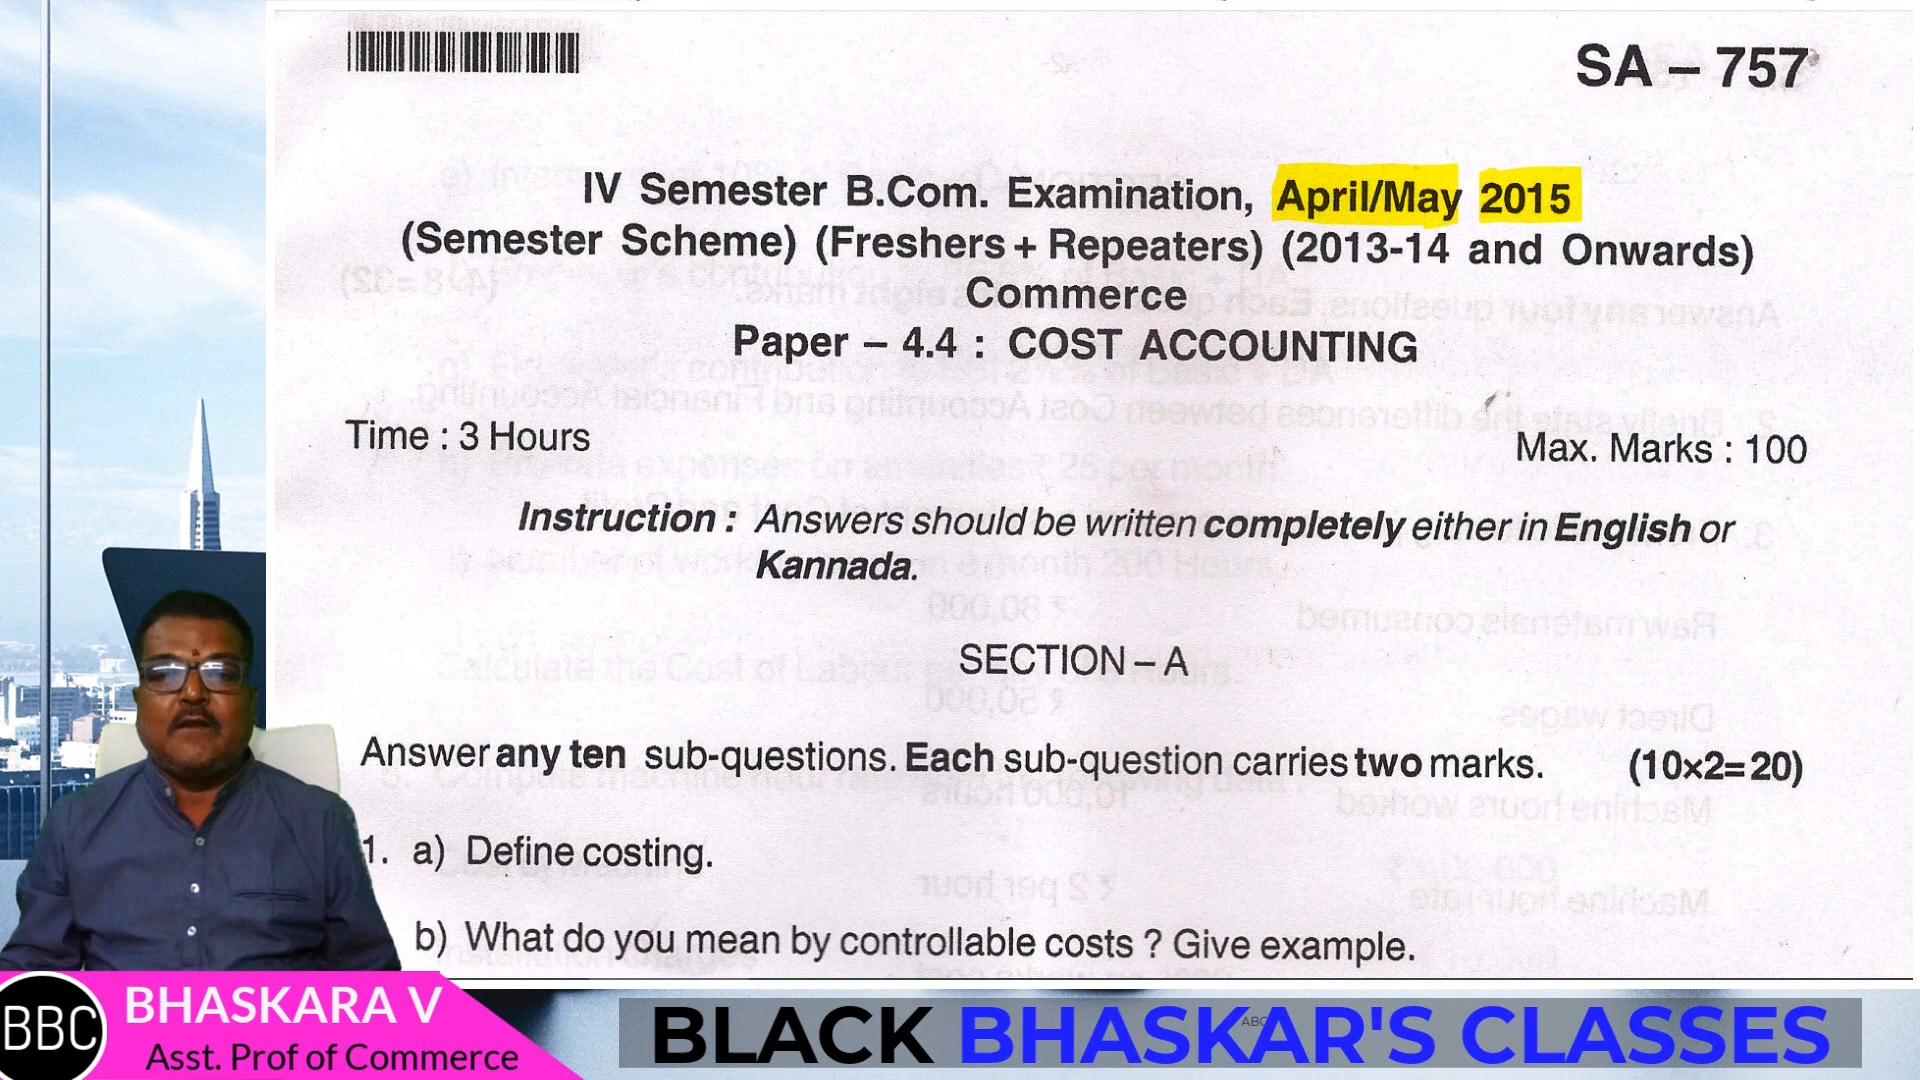 SA – 757
IV Semester B.Com. Examination, April/May 2015
(Semester Scheme) (Freshers + Repeaters) (2013-14 and Onwards)
Commerce
Paper – 4.4 : COST ACCOUNTING
Time : 3 Hours
Max. Marks : 100
Instruction : Answers should be written completely either in English or
Kannada.
SECTION – A
Answer any ten sub-questions. Each sub-question carries two marks. (10x2=20)
1. a) Define costing.
b) What do you mean by controllable costs ? Give example.
BBC
BHASKARA V
Asst. Prof of Commerce
BLACK BHASKAR'S CLASSES